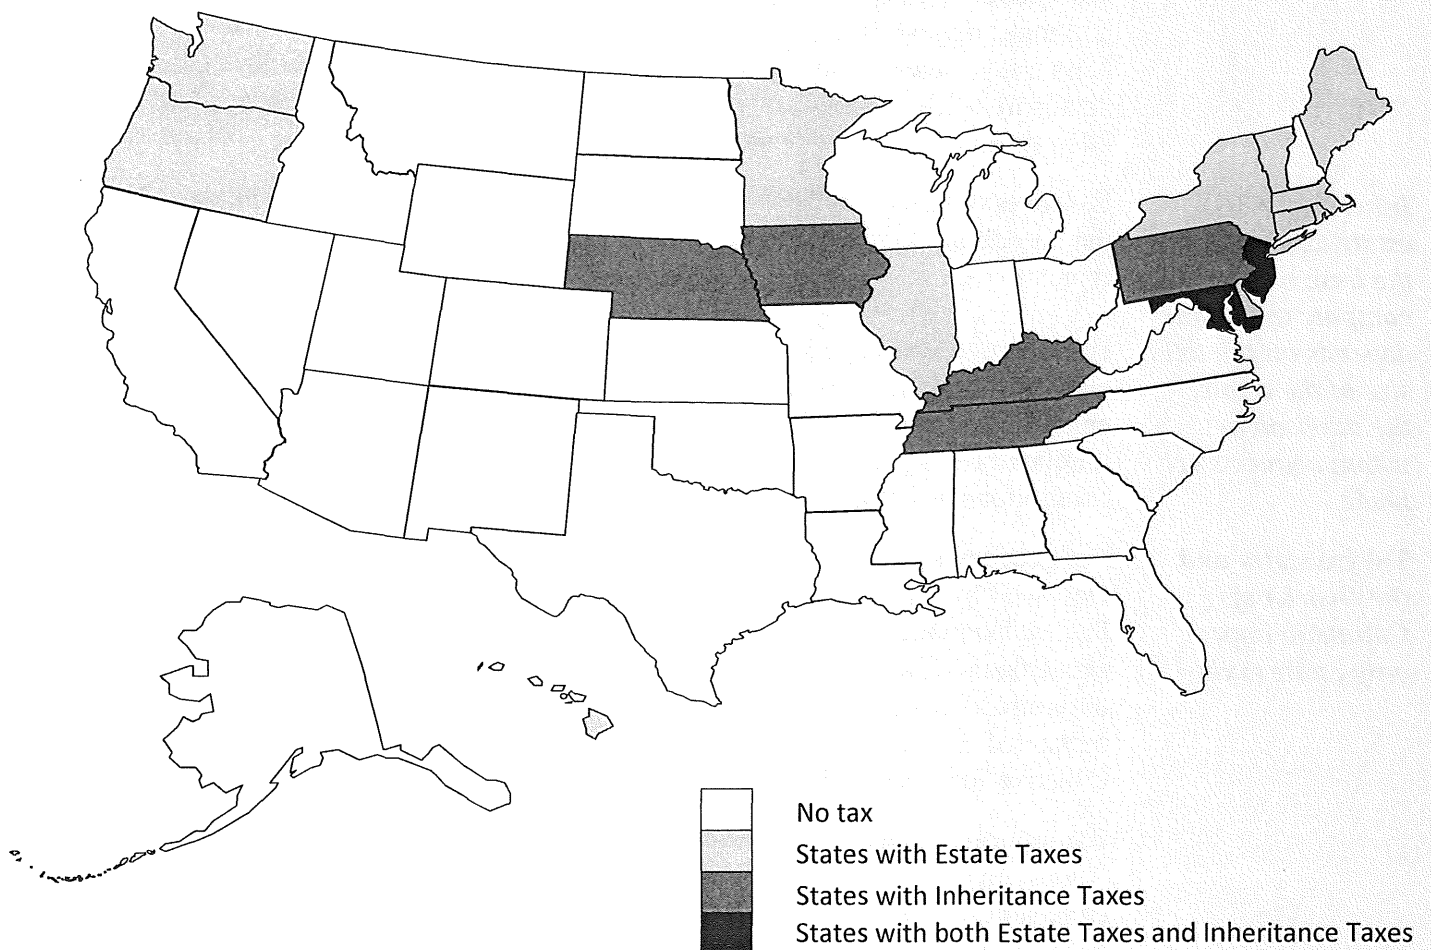 No tax
States with Estate Taxes
States with Inheritance Taxes
States with both Estate Taxes and Inheritance Taxes